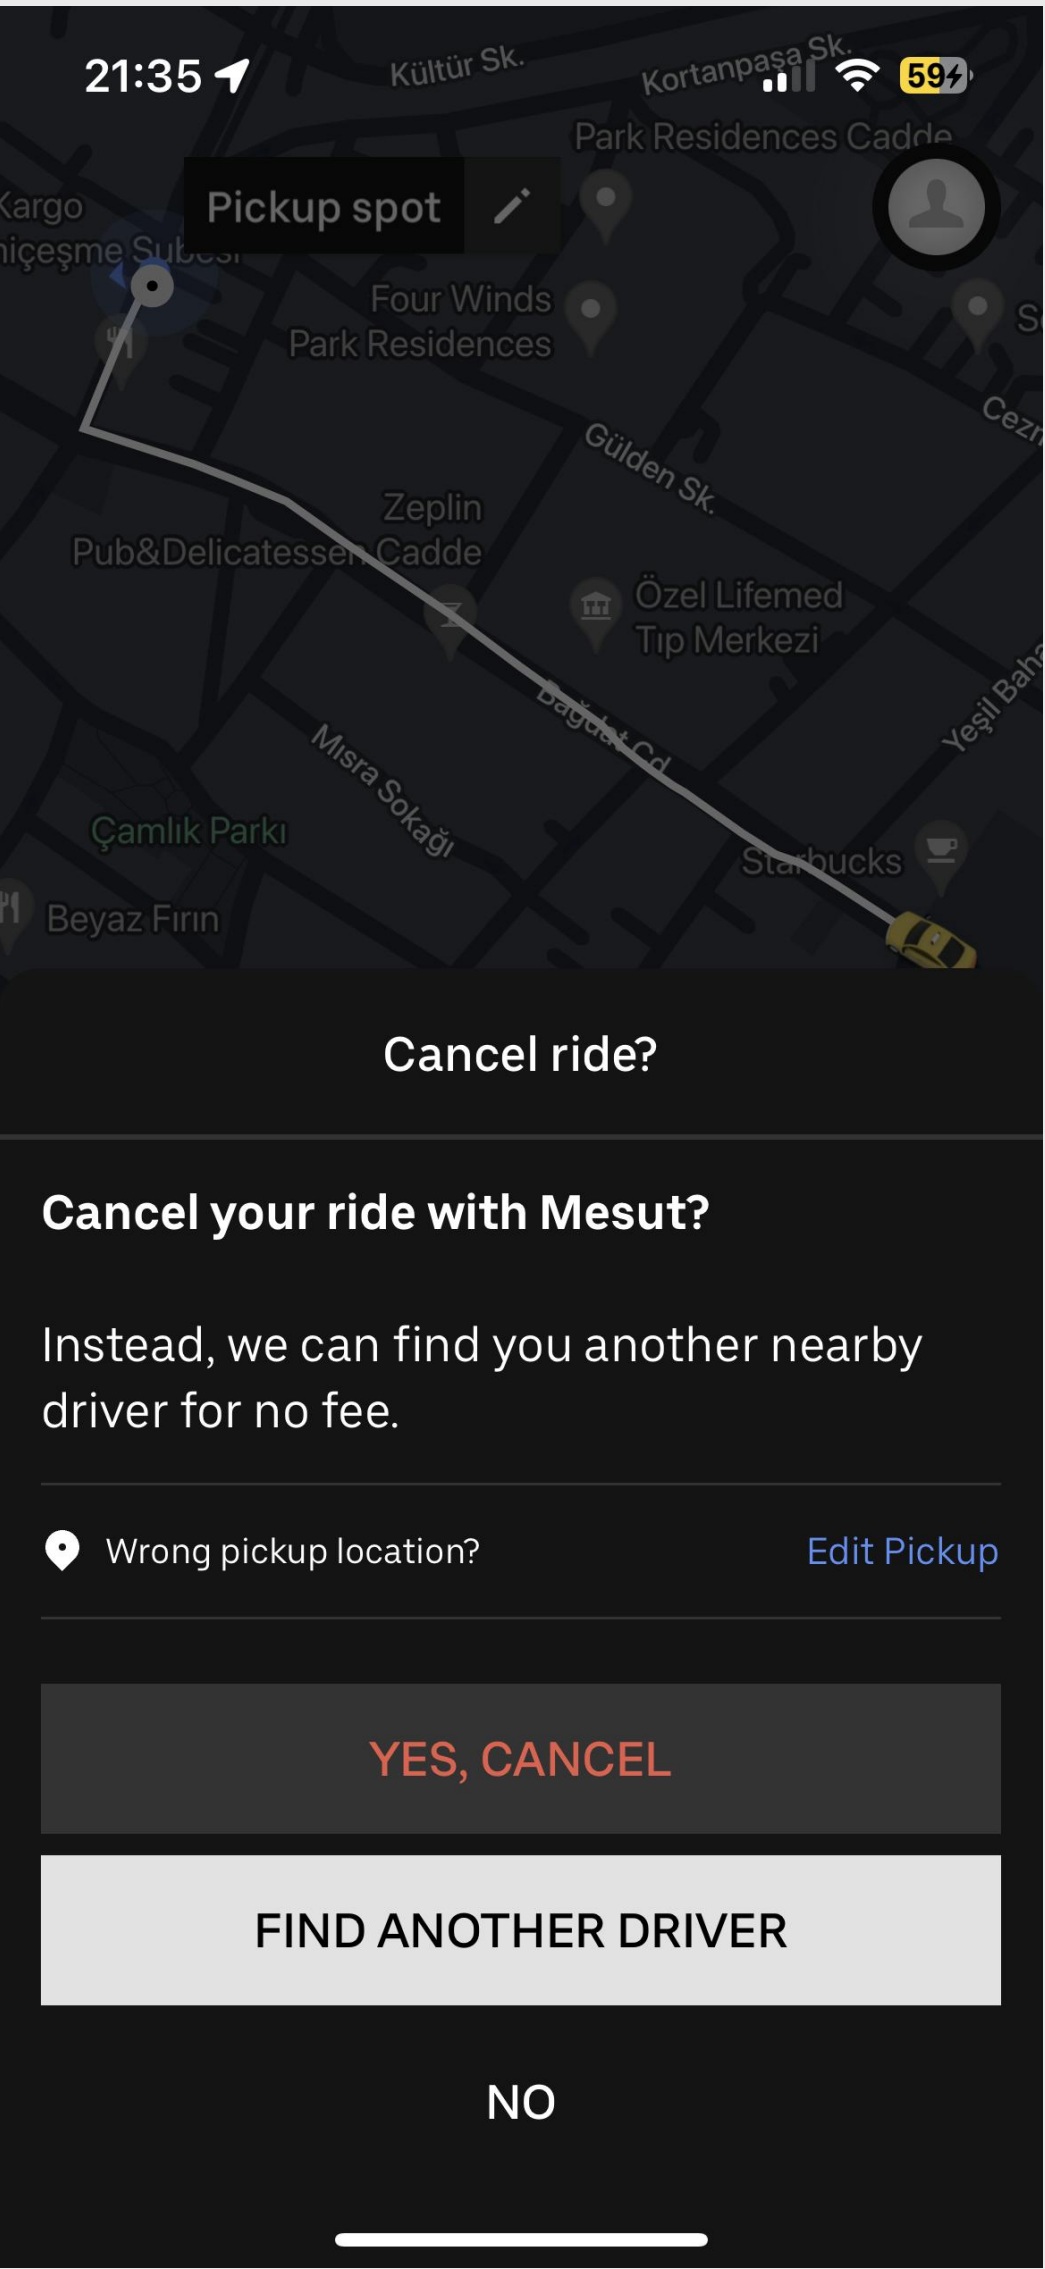 21:35
59
Kültür Sk.
Kortanpaşa Sk.
Park Residences Cadde
Pickup spot
Kargo
Four Winds
Park Residences
Gülden Sk.
Zeplin
Pub&Delicatessen Cadde
Özel Lifemed
Tıp Merkezi
Bağdat Cd.
Mısra Sokağı
Çamlık Parkı
Starbucks
Beyaz Fırın
Cancel ride?
Cancel your ride with Mesut?
Instead, we can find you another nearby
driver for no fee.
Wrong pickup location?
Edit Pickup
YES, CANCEL
FIND ANOTHER DRIVER
NO